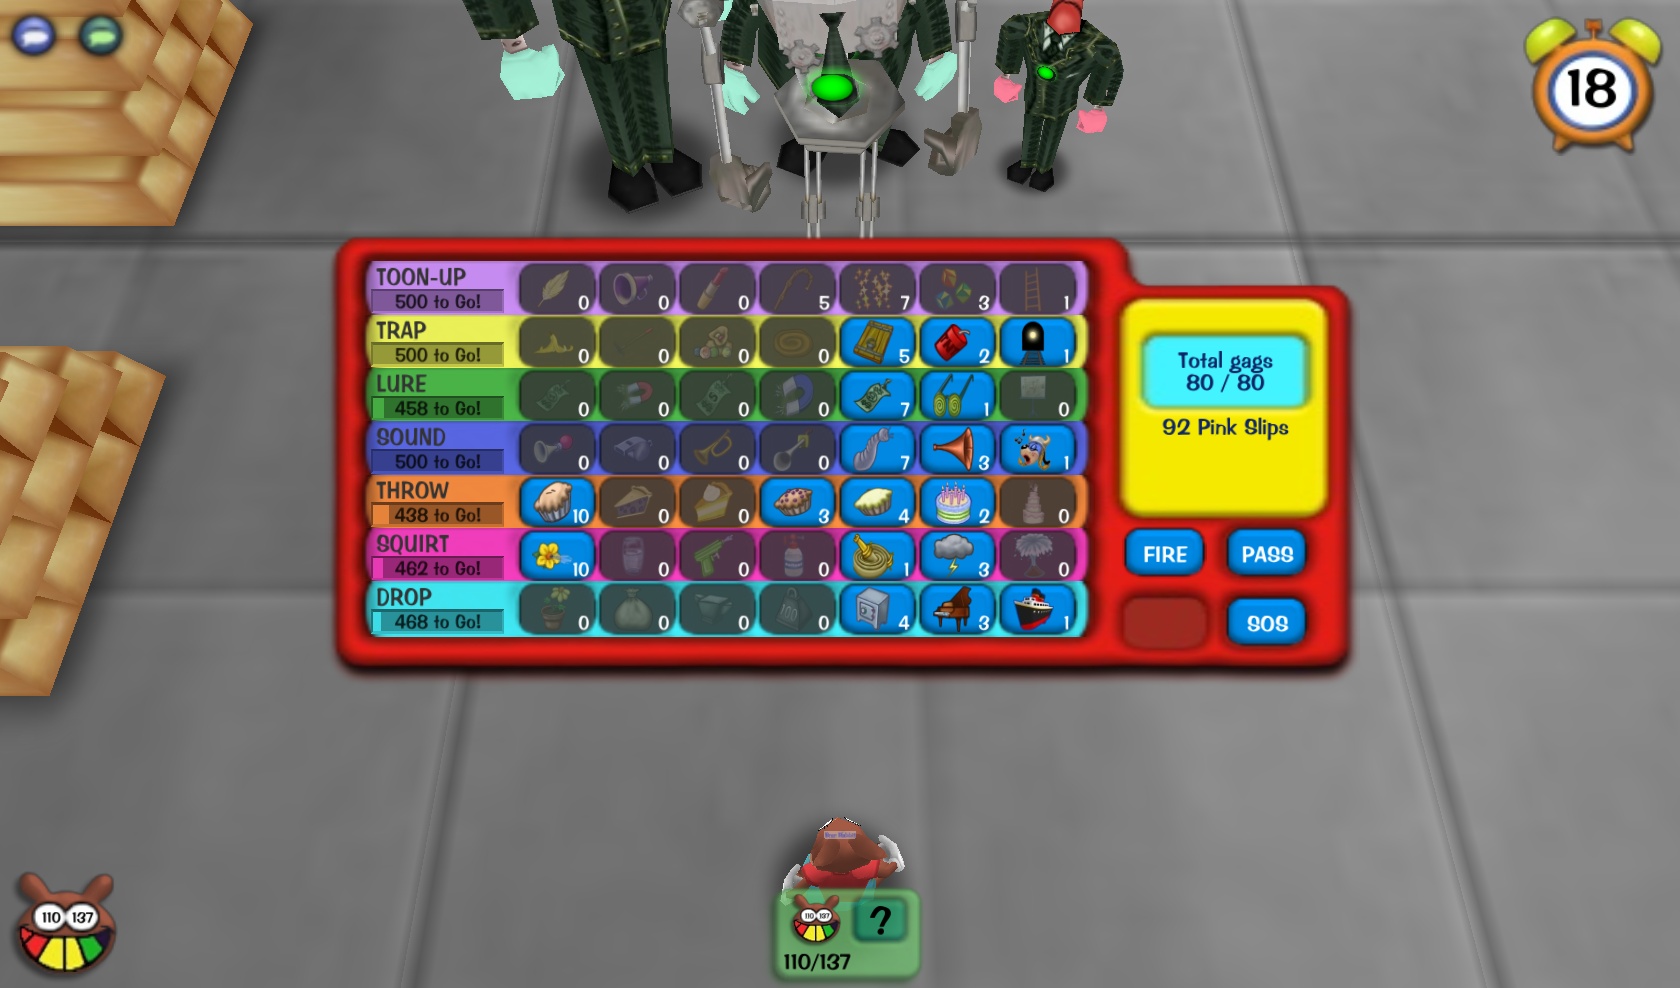 18
TOON-UP
500 to Go!
0 0 0 5 7 3 1
TRAP
500 to Go!
0 0 0 0 5 2 1
LURE
458 to Go!
0 0 0 0 7 1 0
SOUND
500 to Go!
0 0 0 0 7 3 1
THROW
438 to Go!
10 0 0 3 4 2 0
SQUIRT
462 to Go!
10 0 0 0 1 3 0
DROP
468 to Go!
0 0 0 0 4 3 1
Total gags
80 / 80
92 Pink Slips
FIRE PASS
SOS
110 137
110 137
?
110/137